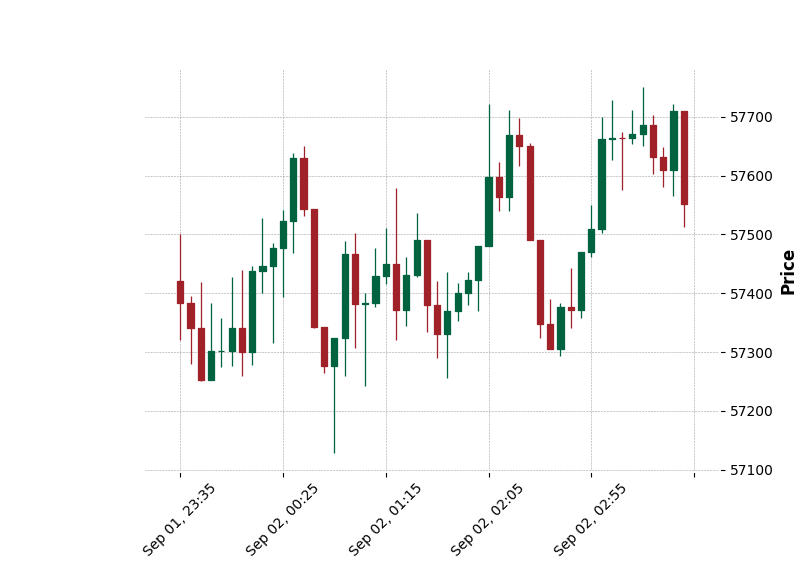 57700
57600
57500
57400
57300
57200
57100
Price
Sep 01, 23:35
Sep 02, 00:25
Sep 02, 01:15
Sep 02, 02:05
Sep 02, 02:55